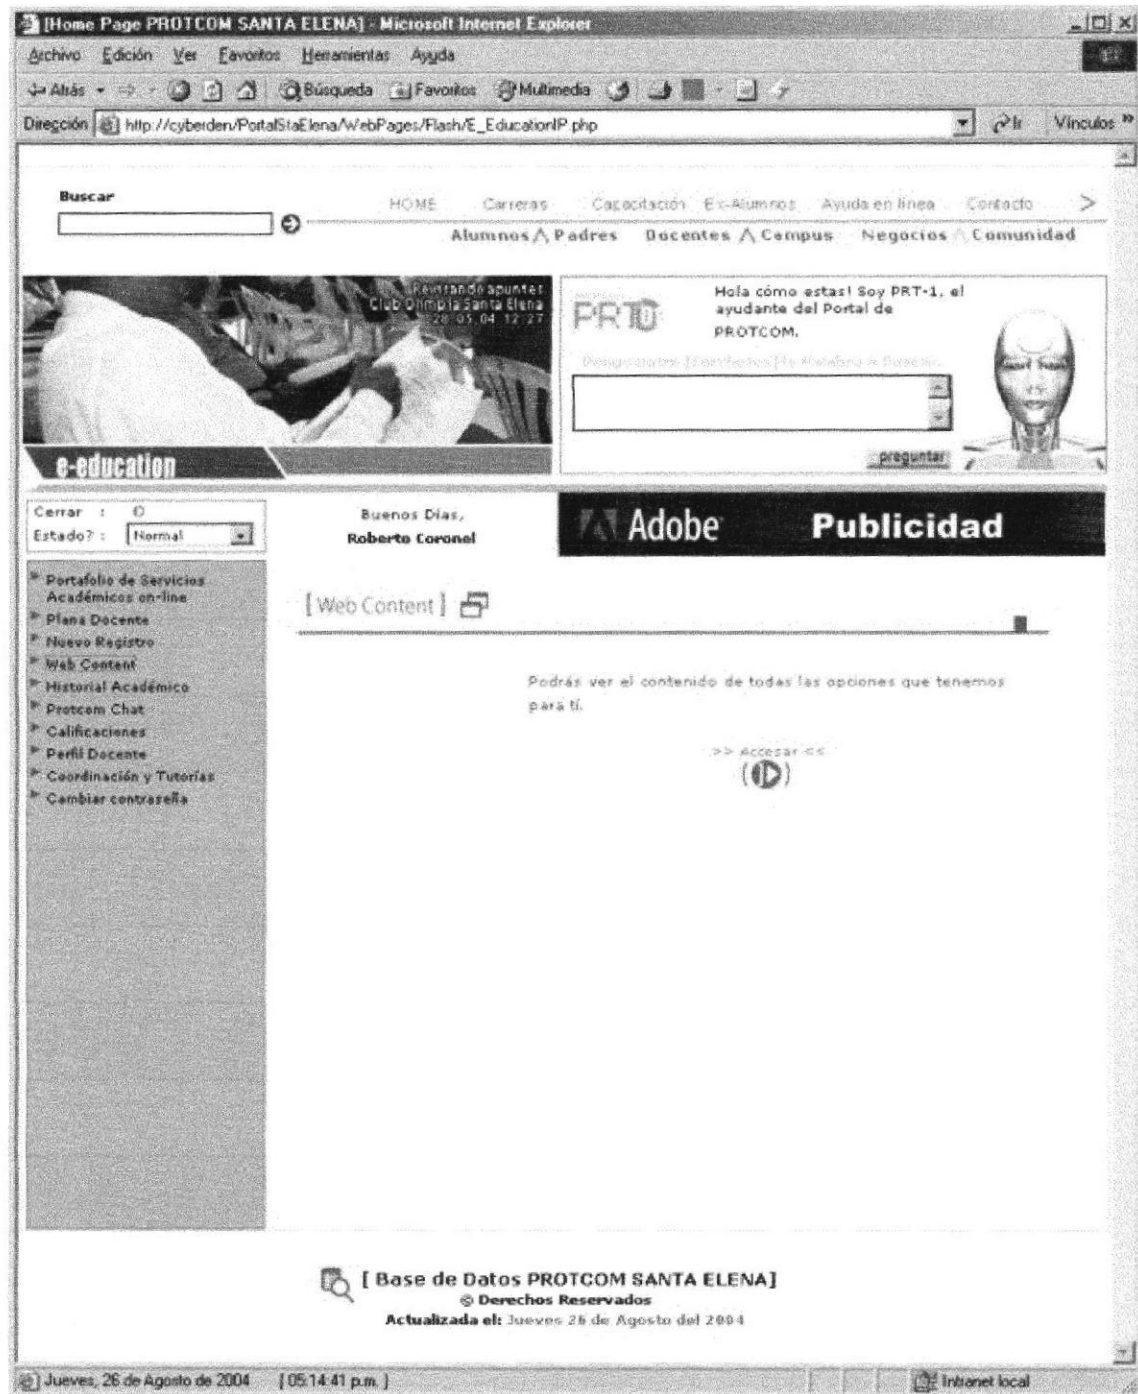 [Home Page PROTCOM SANTA ELENA] - Microsoft Internet Explorer
Archivo Edición Ver Favoritos Herramientas Ayuda
Atrás Búsqueda Favoritos Multimedia
Dirección http://cyberden/PortalStaElena/WebPages/Flash/E_EducationIP.php Ir Vínculos »
Buscar
HOME Carreras Capacitación Ex-Alumnos Ayuda en línea Contacto >
Alumnos Padres Docentes Campus Negocios Comunidad
Revisando apuntes
Club Olimpia Santa Elena
28 05 04 12:27
e-education
PRT
Hola cómo estas! Soy PRT-1, el
ayudante del Portal de
PROTCOM.
preguntar
Cerrar :
Estado? : Normal
Buenos Días,
Roberto Coronel
Adobe Publicidad
Portafolio de Servicios
Académicos on-line
Plana Docente
Nuevo Registro
Web Content
Historial Académico
Protcom Chat
Calificaciones
Perfil Docente
Coordinación y Tutorías
Cambiar contraseña
[ Web Content ]
Podrás ver el contenido de todas las opciones que tenemos
para tí.
>> Accesar <<
[ Base de Datos PROTCOM SANTA ELENA]
© Derechos Reservados
Actualizada el: Jueves 26 de Agosto del 2004
Jueves, 26 de Agosto de 2004 [ 05:14:41 p.m. ] Intranet local